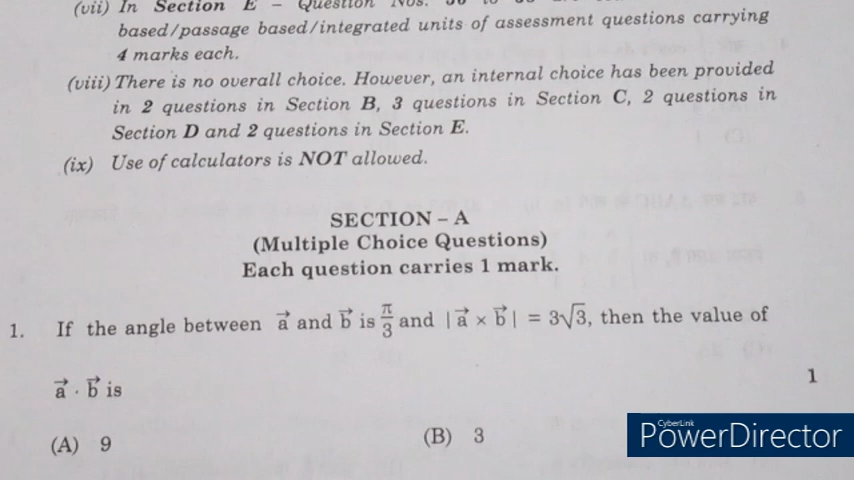 (vii) In Section E – Question Nos.
based/passage based/integrated units of assessment questions carrying
4 marks each.
(viii) There is no overall choice. However, an internal choice has been provided
in 2 questions in Section B, 3 questions in Section C, 2 questions in
Section D and 2 questions in Section E.
(ix) Use of calculators is NOT allowed.
SECTION – A
(Multiple Choice Questions)
Each question carries 1 mark.
1. If the angle between a⃗ and b⃗ is π/3 and |a⃗ × b⃗| = 3√3, then the value of
a⃗ · b⃗ is 1
(A) 9 (B) 3
CyberLink
PowerDirector